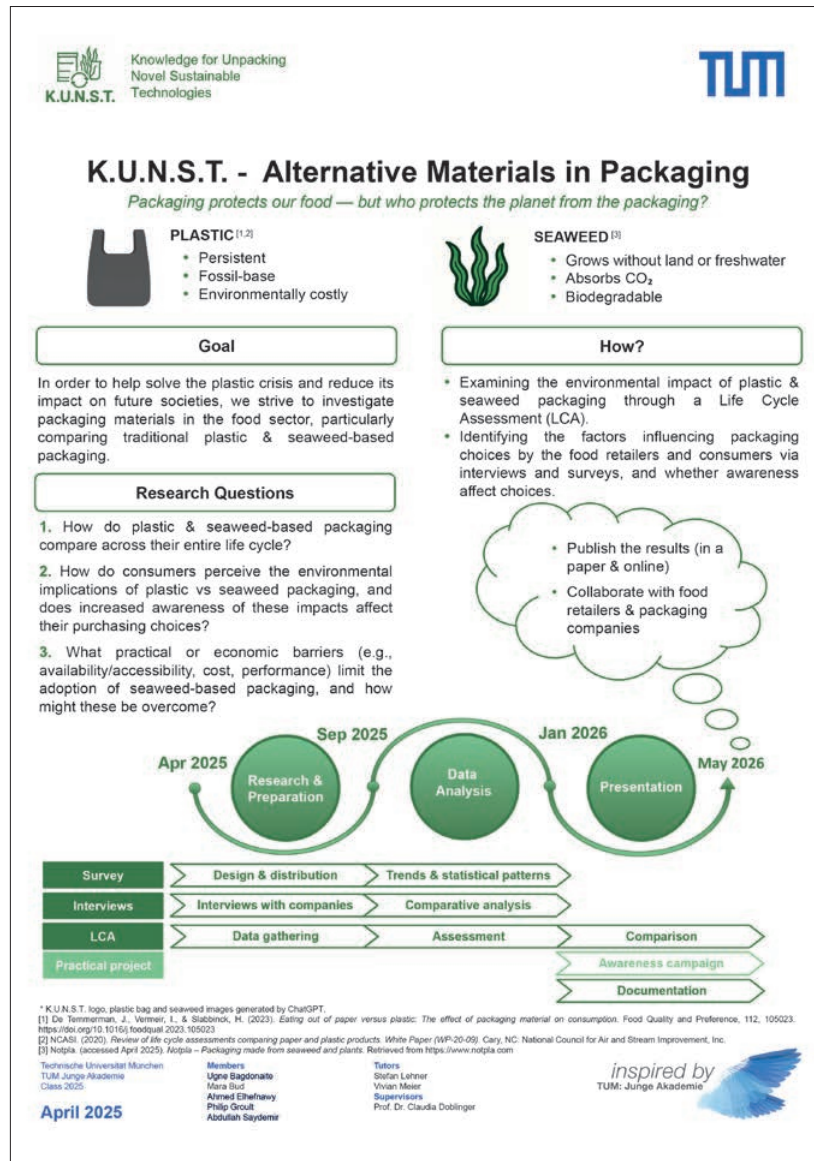 Knowledge for Unpacking
Novel Sustainable
Technologies
K.U.N.S.T.
TUM
K.U.N.S.T. - Alternative Materials in Packaging
Packaging protects our food — but who protects the planet from the packaging?
PLASTIC [1,2]
• Persistent
• Fossil-base
• Environmentally costly
SEAWEED [3]
• Grows without land or freshwater
• Absorbs CO₂
• Biodegradable
Goal
In order to help solve the plastic crisis and reduce its
impact on future societies, we strive to investigate
packaging materials in the food sector, particularly
comparing traditional plastic & seaweed-based
packaging.
Research Questions
1. How do plastic & seaweed-based packaging
compare across their entire life cycle?
2. How do consumers perceive the environmental
implications of plastic vs seaweed packaging, and
does increased awareness of these impacts affect
their purchasing choices?
3. What practical or economic barriers (e.g.,
availability/accessibility, cost, performance) limit the
adoption of seaweed-based packaging, and how
might these be overcome?
How?
• Examining the environmental impact of plastic &
seaweed packaging through a Life Cycle
Assessment (LCA).
• Identifying the factors influencing packaging
choices by the food retailers and consumers via
interviews and surveys, and whether awareness
affect choices.
• Publish the results (in a
paper & online)
• Collaborate with food
retailers & packaging
companies
Apr 2025
Sep 2025
Jan 2026
May 2026
Research &
Preparation
Data
Analysis
Presentation
Survey
Design & distribution
Trends & statistical patterns
Interviews
Interviews with companies
Comparative analysis
LCA
Data gathering
Assessment
Comparison
Practical project
Awareness campaign
Documentation
* K.U.N.S.T. logo, plastic bag and seaweed images generated by ChatGPT.
[1] De Temmerman, J., Vermeir, I., & Slabbinck, H. (2023). Eating out of paper versus plastic: The effect of packaging material on consumption. Food Quality and Preference, 112, 105023.
https://doi.org/10.1016/j.foodqual.2023.105023
[2] NCASI. (2020). Review of life cycle assessments comparing paper and plastic products. White Paper (WP-20-09). Cary, NC: National Council for Air and Stream Improvement, Inc.
[3] Notpla. (accessed April 2025). Notpla – Packaging made from seaweed and plants. Retrieved from https://www.notpla.com
Technische Universität München
TUM Junge Akademie
Class 2025
April 2025
Members
Ugne Bagdonaite
Mara Bud
Ahmed Elhefnawy
Philip Groult
Abdullah Saydemir
Tutors
Stefan Lehner
Vivian Meier
Supervisors
Prof. Dr. Claudia Doblinger
inspired by
TUM: Junge Akademie